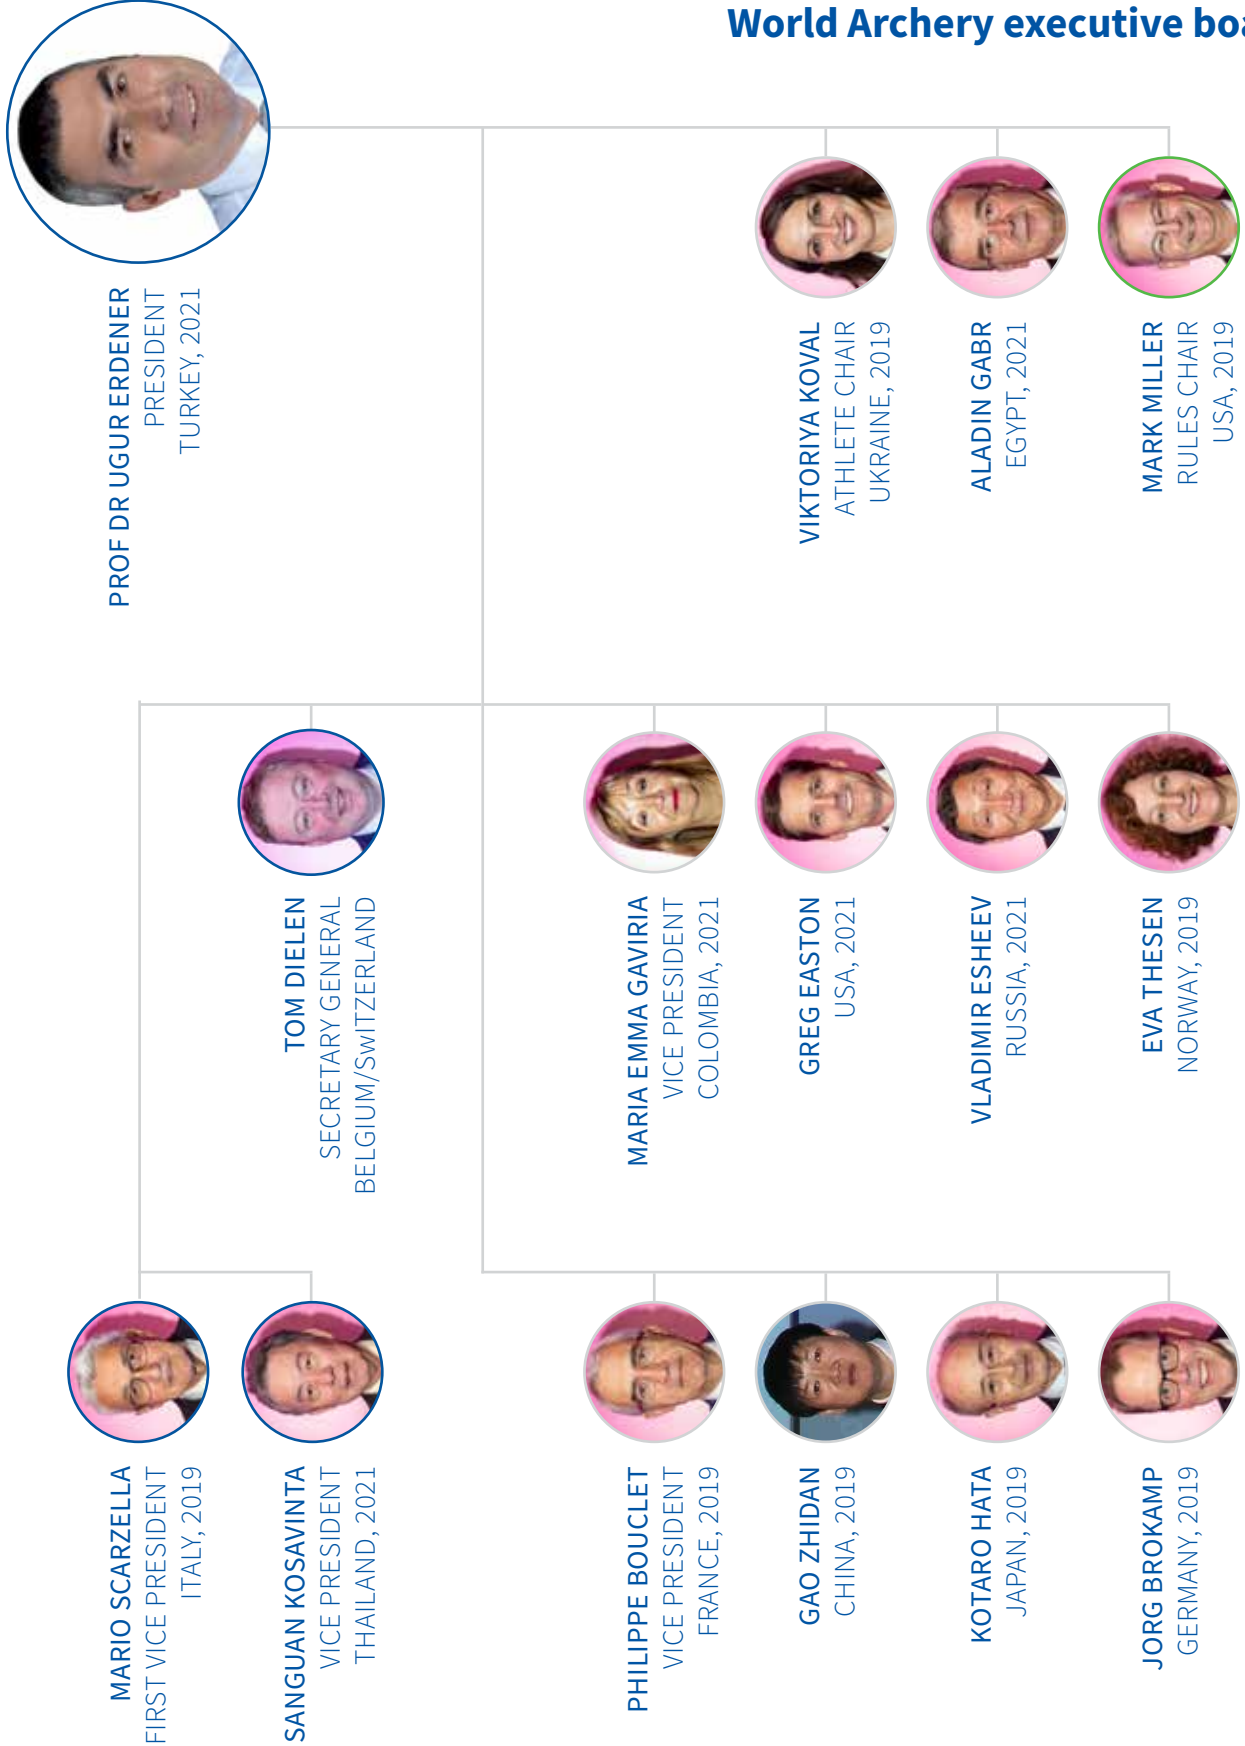 World Archery executive boa
PROF DR UGUR ERDENER
PRESIDENT
TURKEY, 2021
MARIO SCARZELLA
FIRST VICE PRESIDENT
ITALY, 2019
TOM DIELEN
SECRETARY GENERAL
BELGIUM/SwITZERLAND
SANGUAN KOSAVINTA
VICE PRESIDENT
THAILAND, 2021
PHILIPPE BOUCLET
VICE PRESIDENT
FRANCE, 2019
MARIA EMMA GAVIRIA
VICE PRESIDENT
COLOMBIA, 2021
GAO ZHIDAN
CHINA, 2019
GREG EASTON
USA, 2021
VIKTORIYA KOVAL
ATHLETE CHAIR
UKRAINE, 2019
KOTARO HATA
JAPAN, 2019
VLADIMIR ESHEEV
RUSSIA, 2021
ALADIN GABR
EGYPT, 2021
JORG BROKAMP
GERMANY, 2019
EVA THESEN
NORWAY, 2019
MARK MILLER
RULES CHAIR
USA, 2019